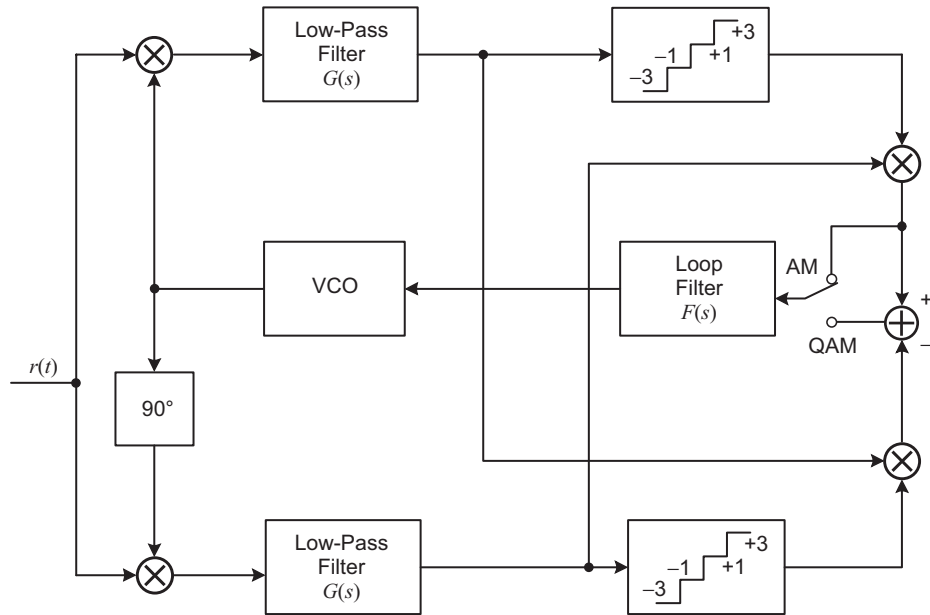 Low-Pass
Filter
G(s)
+3
−1
+1
−3
VCO
Loop
Filter
F(s)
AM
QAM
+
−
r(t)
90°
Low-Pass
Filter
G(s)
+3
−1
+1
−3